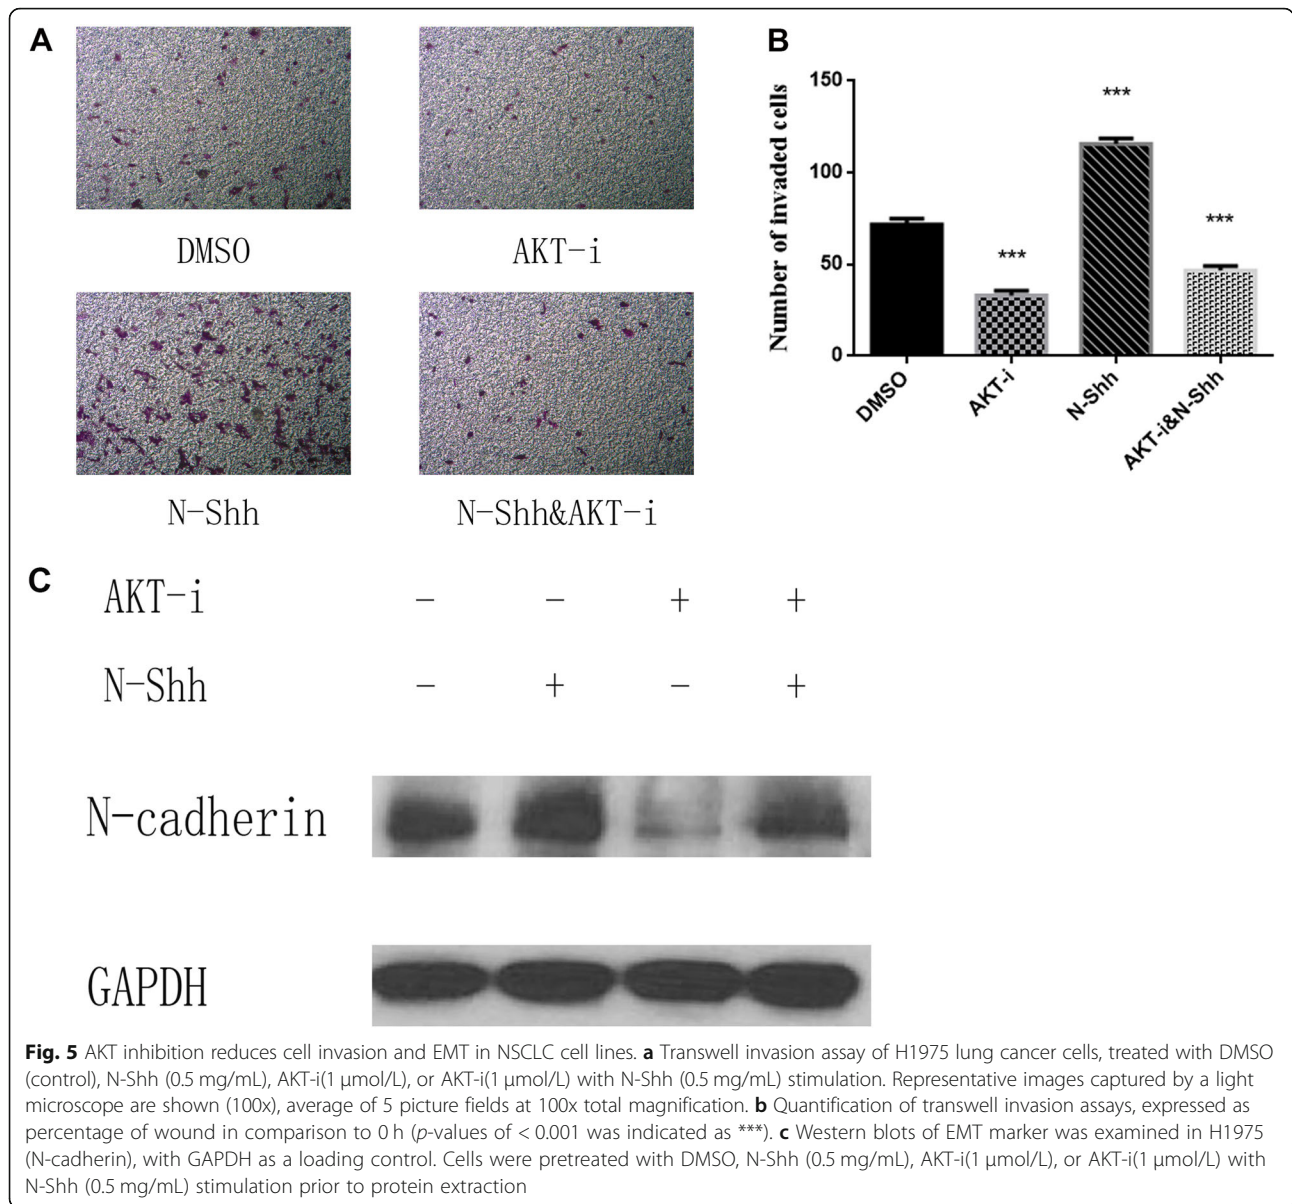 A
DMSO
AKT-i
N-Shh
N-Shh&AKT-i
B
Number of invaded cells
150
100
50
0
***
***
***
DMSO
AKT-i
N-Shh
AKT-i&N-Shh
C
AKT-i − − + +
N-Shh − + − +
N-cadherin
GAPDH
Fig. 5 AKT inhibition reduces cell invasion and EMT in NSCLC cell lines. a Transwell invasion assay of H1975 lung cancer cells, treated with DMSO
(control), N-Shh (0.5 mg/mL), AKT-i(1 μmol/L), or AKT-i(1 μmol/L) with N-Shh (0.5 mg/mL) stimulation. Representative images captured by a light
microscope are shown (100x), average of 5 picture fields at 100x total magnification. b Quantification of transwell invasion assays, expressed as
percentage of wound in comparison to 0 h (p-values of < 0.001 was indicated as ***). c Western blots of EMT marker was examined in H1975
(N-cadherin), with GAPDH as a loading control. Cells were pretreated with DMSO, N-Shh (0.5 mg/mL), AKT-i(1 μmol/L), or AKT-i(1 μmol/L) with
N-Shh (0.5 mg/mL) stimulation prior to protein extraction